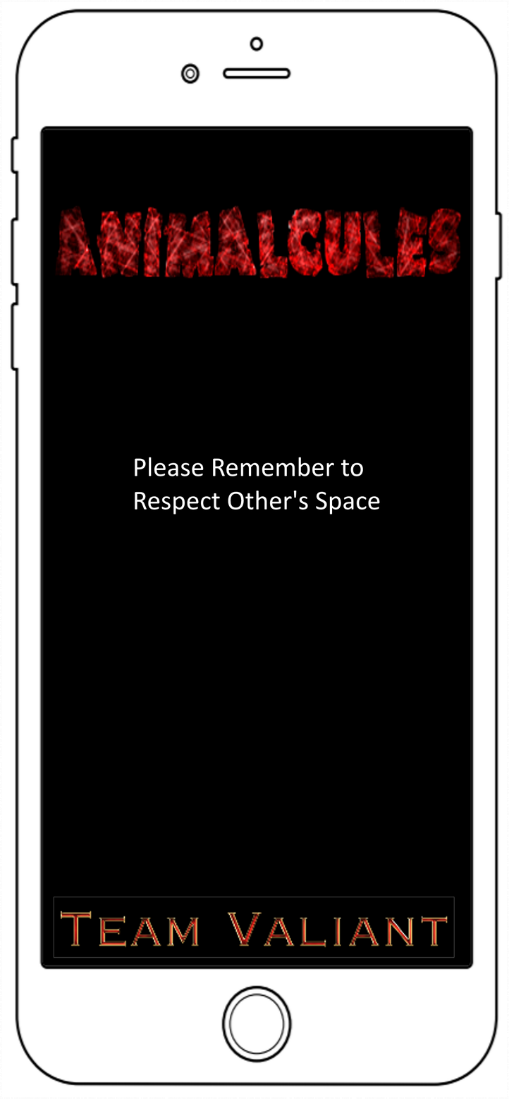 ANIMALCULES
Please Remember to
Respect Other's Space
TEAM VALIANT